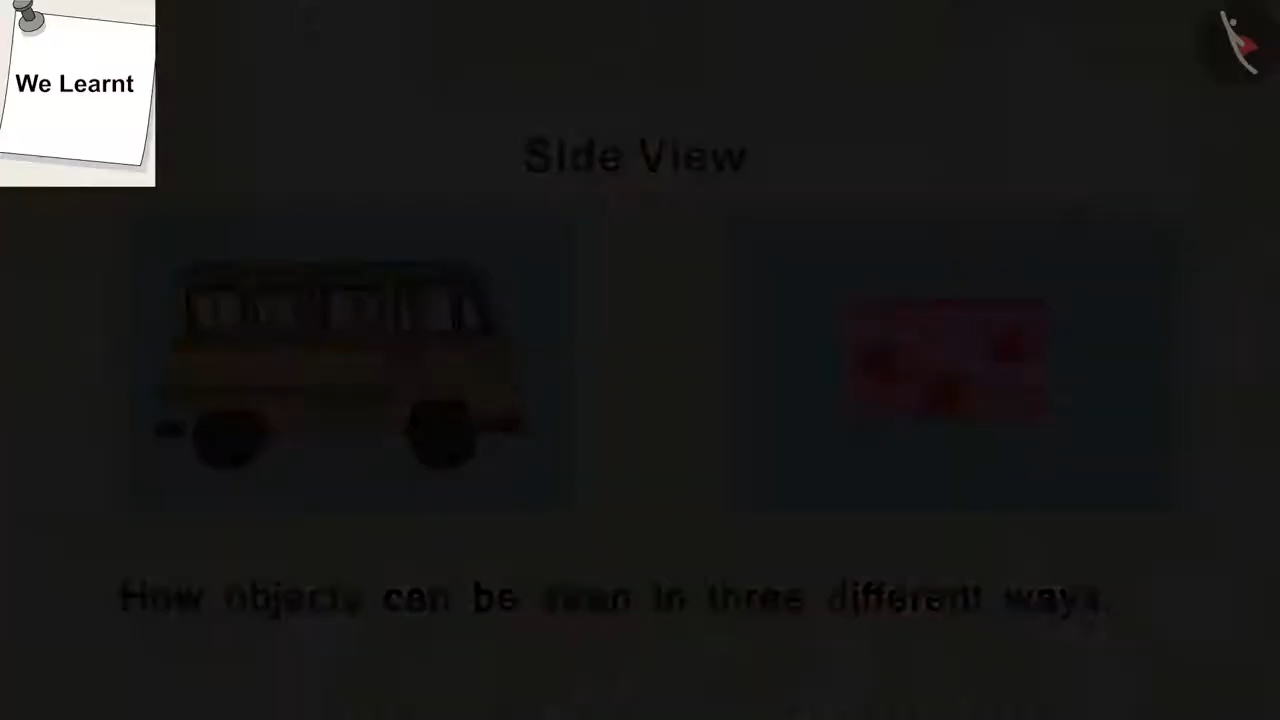 We Learnt
Side View
How objects can be seen in three different ways.